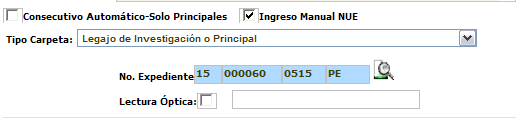 Consecutivo Automático-Solo Principales Ingreso Manual NUE
Tipo Carpeta: Legajo de Investigación o Principal
No. Expediente 15 000060 0515 PE
Lectura Óptica: